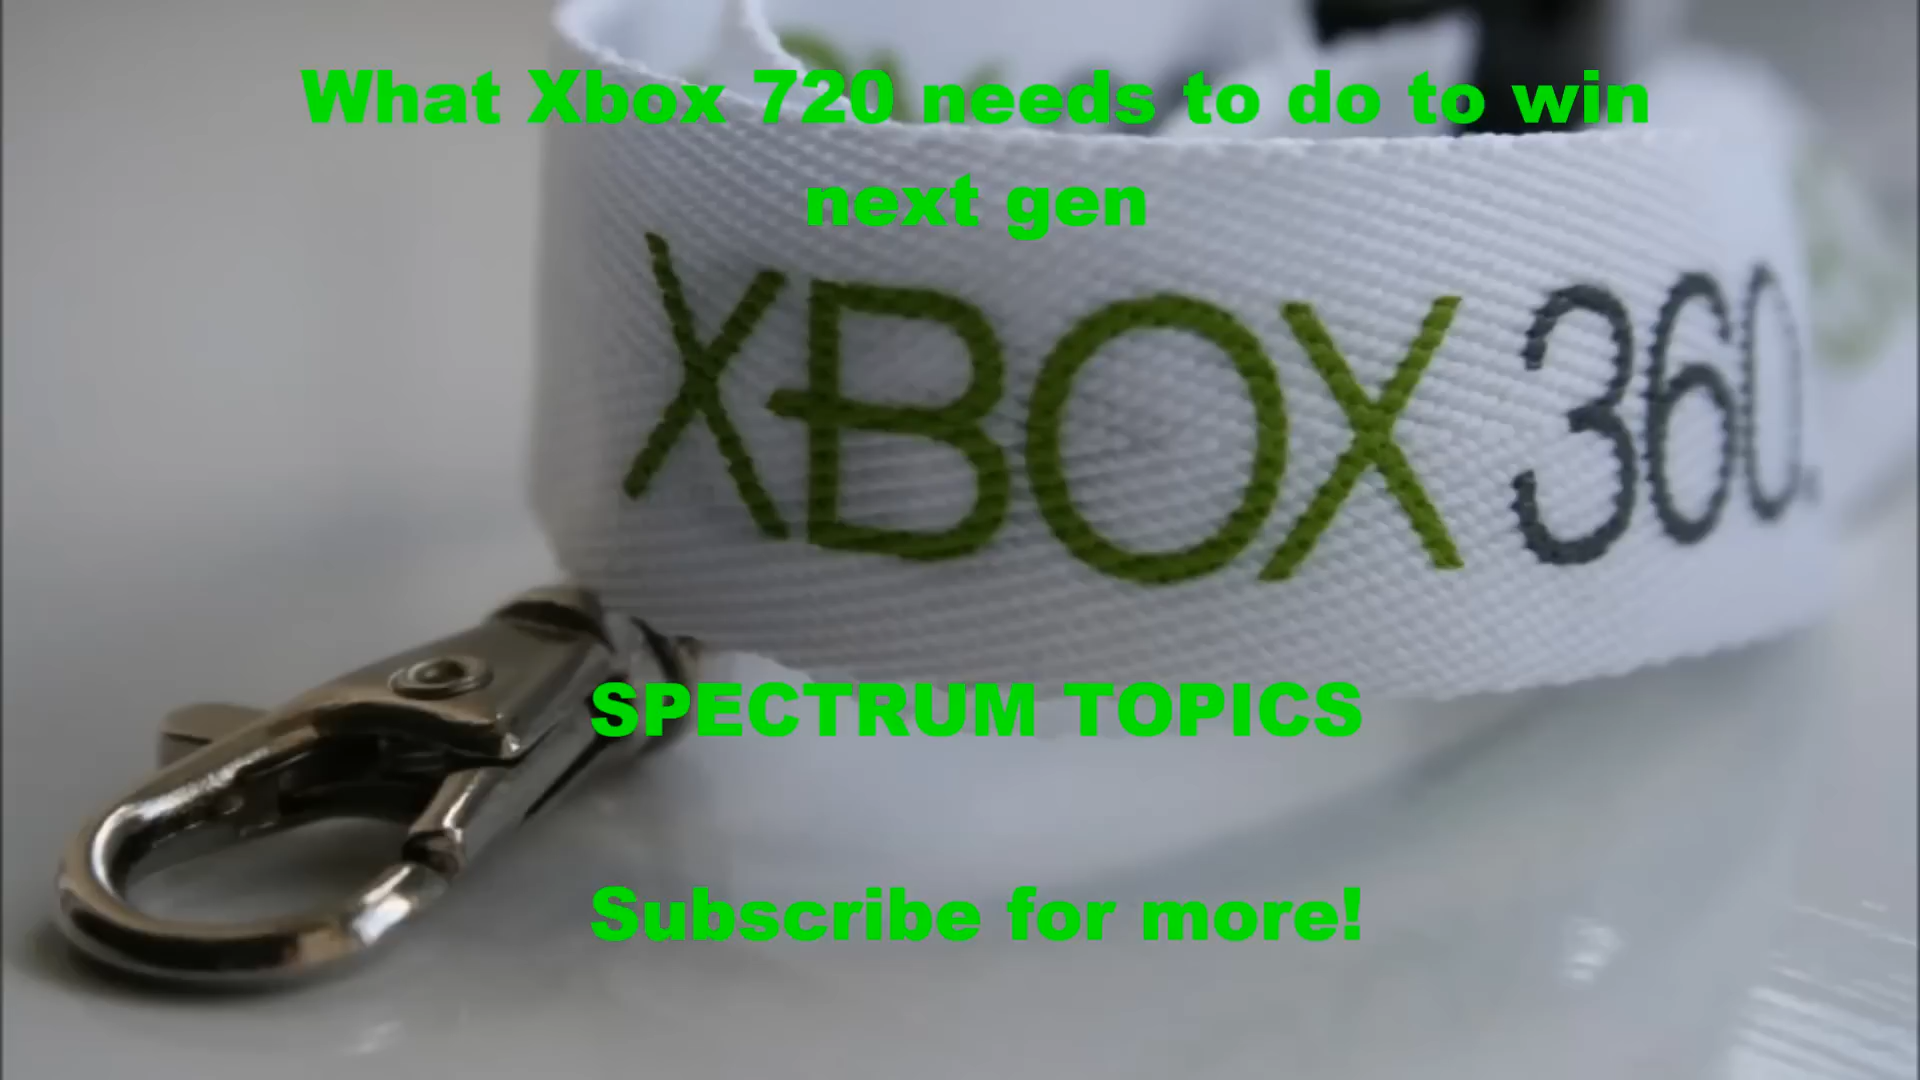 What Xbox 720 needs to do to win
next gen
XBOX 360
SPECTRUM TOPICS
Subscribe for more!